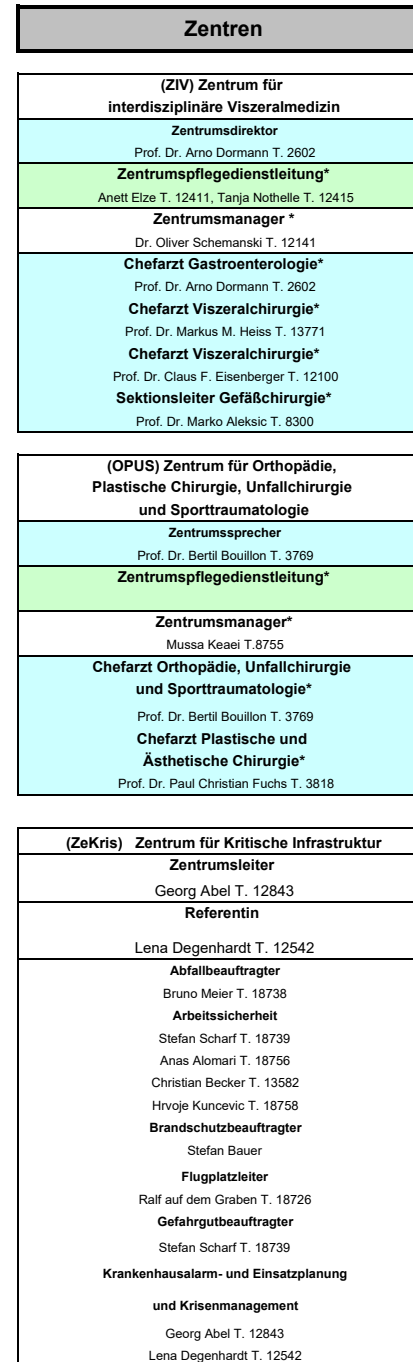 Zentren
(ZIV) Zentrum für
interdisziplinäre Viszeralmedizin
Zentrumsdirektor
Prof. Dr. Arno Dormann T. 2602
Zentrumspflegedienstleitung*
Anett Elze T. 12411, Tanja Nothelle T. 12415
Zentrumsmanager *
Dr. Oliver Schemanski T. 12141
Chefarzt Gastroenterologie*
Prof. Dr. Arno Dormann T. 2602
Chefarzt Viszeralchirurgie*
Prof. Dr. Markus M. Heiss T. 13771
Chefarzt Viszeralchirurgie*
Prof. Dr. Claus F. Eisenberger T. 12100
Sektionsleiter Gefäßchirurgie*
Prof. Dr. Marko Aleksic T. 8300
(OPUS) Zentrum für Orthopädie,
Plastische Chirurgie, Unfallchirurgie
und Sporttraumatologie
Zentrumssprecher
Prof. Dr. Bertil Bouillon T. 3769
Zentrumspflegedienstleitung*
Zentrumsmanager*
Mussa Keaei T.8755
Chefarzt Orthopädie, Unfallchirurgie
und Sporttraumatologie*
Prof. Dr. Bertil Bouillon T. 3769
Chefarzt Plastische und
Ästhetische Chirurgie*
Prof. Dr. Paul Christian Fuchs T. 3818
(ZeKris) Zentrum für Kritische Infrastruktur
Zentrumsleiter
Georg Abel T. 12843
Referentin
Lena Degenhardt T. 12542
Abfallbeauftragter
Bruno Meier T. 18738
Arbeitssicherheit
Stefan Scharf T. 18739
Anas Alomari T. 18756
Christian Becker T. 13582
Hrvoje Kuncevic T. 18758
Brandschutzbeauftragter
Stefan Bauer
Flugplatzleiter
Ralf auf dem Graben T. 18726
Gefahrgutbeauftragter
Stefan Scharf T. 18739
Krankenhausalarm- und Einsatzplanung
und Krisenmanagement
Georg Abel T. 12843
Lena Degenhardt T. 12542